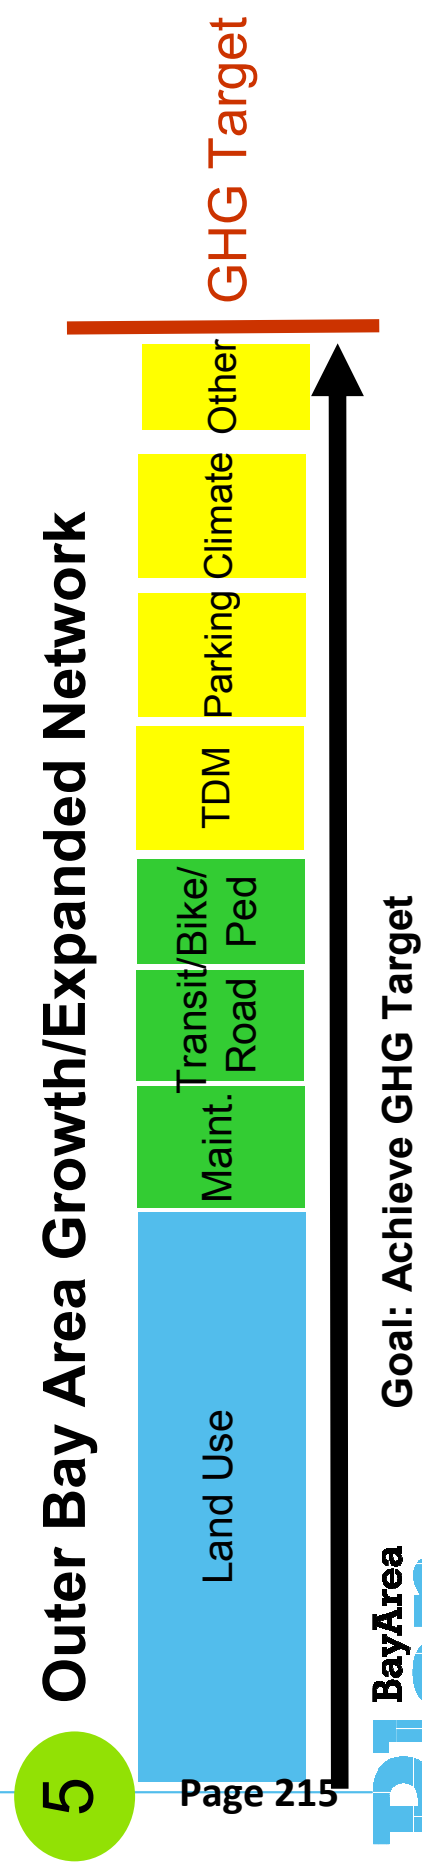 5
Outer Bay Area Growth/Expanded Network
Land Use
Maint.
Transit/
Road
Bike/
Ped
TDM
Parking
Climate
Other
GHG Target
Goal: Achieve GHG Target
BayArea
Page 215